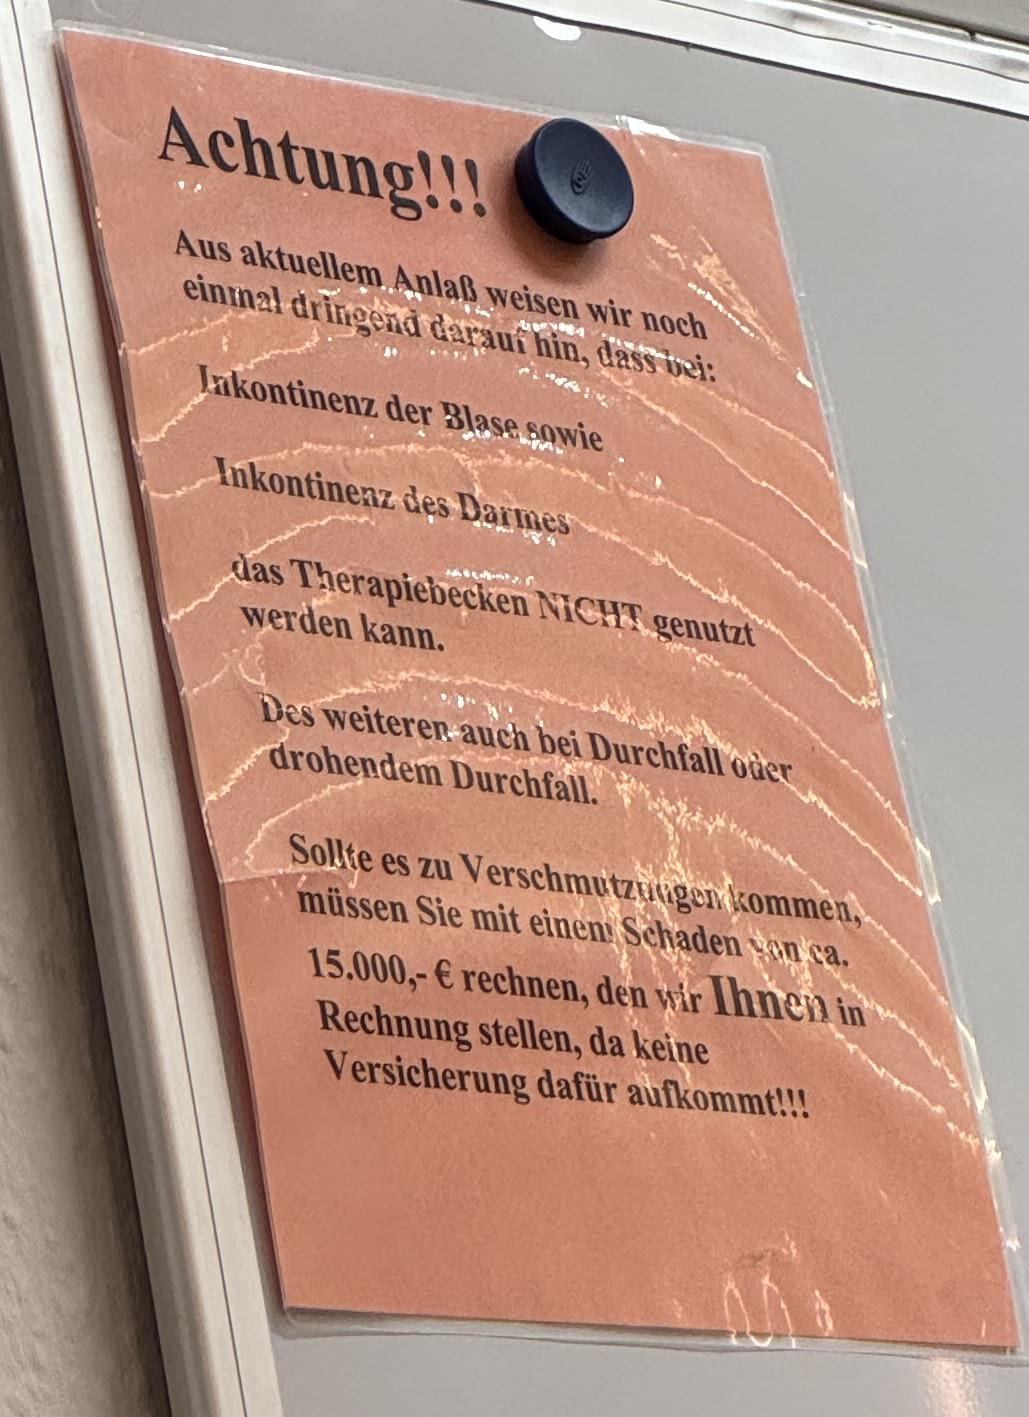 Achtung!!!
Aus aktuellem Anlaß weisen wir noch
einmal dringend darauf hin, dass bei:
Inkontinenz der Blase sowie
Inkontinenz des Darmes
das Therapiebecken NICHT genutzt
werden kann.
Des weiteren auch bei Durchfall oder
drohendem Durchfall.
Sollte es zu Verschmutzungen kommen,
müssen Sie mit einem Schaden von ca.
15.000,- € rechnen, den wir Ihnen in
Rechnung stellen, da keine
Versicherung dafür aufkommt!!!